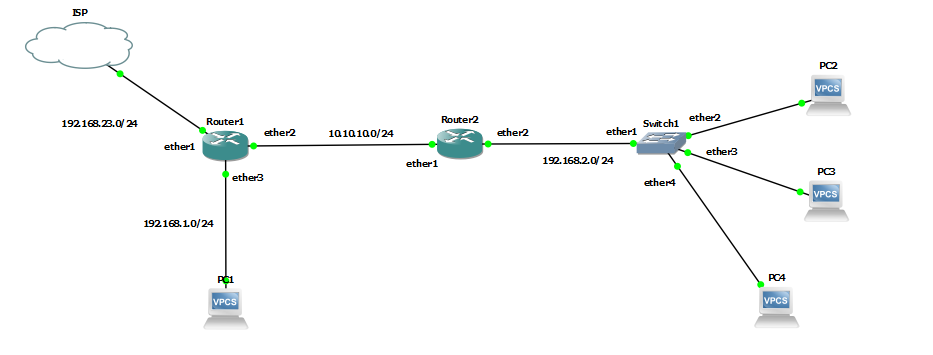 ISP
192.168.23.0/24
Router1
ether1
ether2
ether3
10.10.10.0/24
Router2
ether1
ether2
192.168.2.0/24
Switch1
ether1
ether2
ether3
ether4
PC2
VPCS
PC3
VPCS
PC4
VPCS
192.168.1.0/24
PC1
VPCS